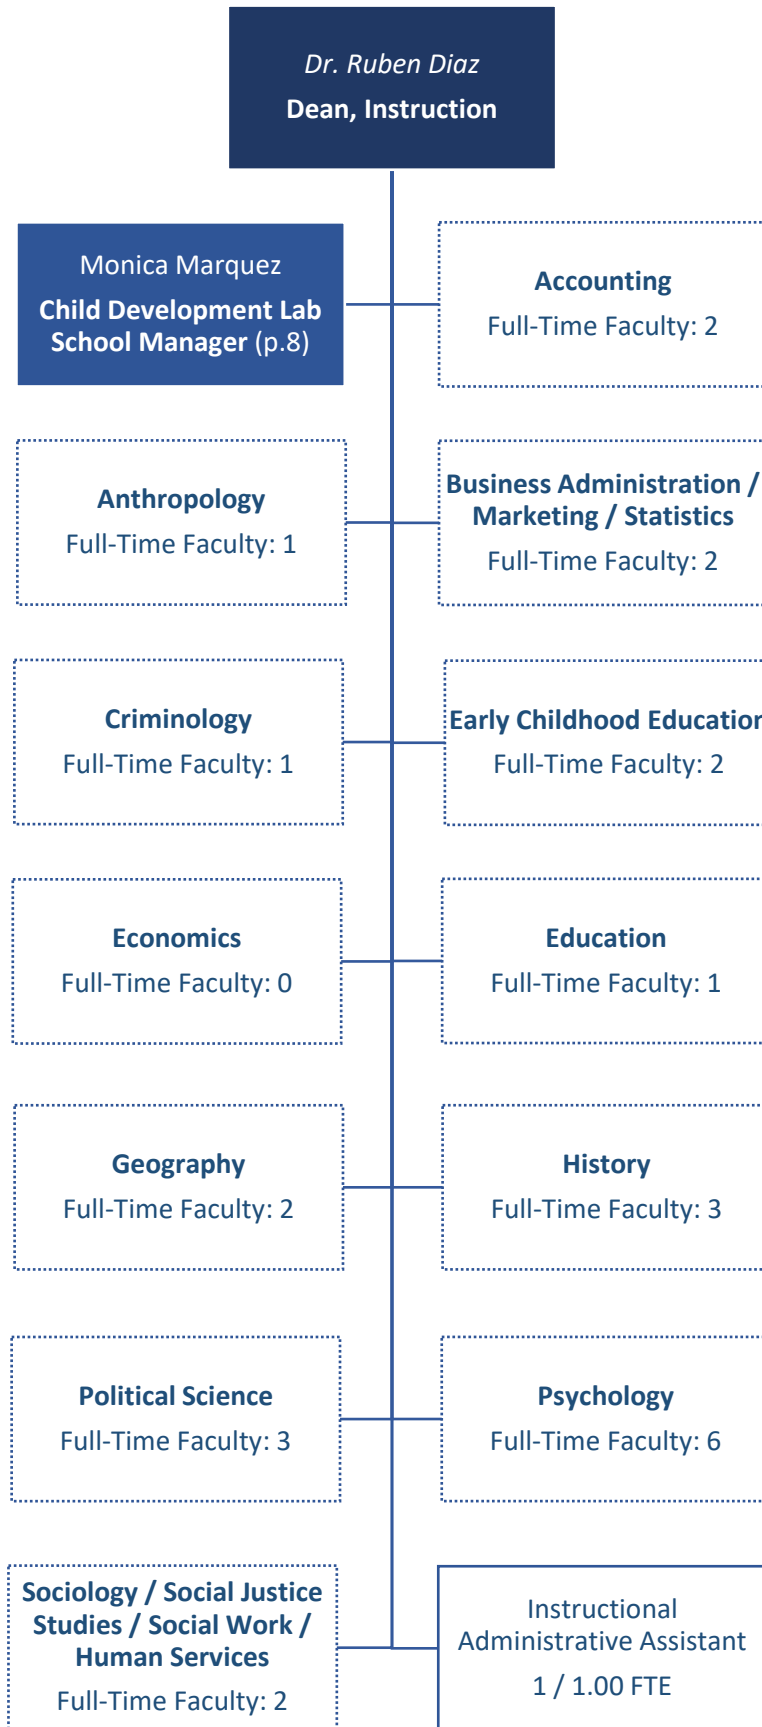 Dr. Ruben Diaz
Dean, Instruction
Monica Marquez
Child Development Lab
School Manager (p.8)
Accounting
Full-Time Faculty: 2
Anthropology
Full-Time Faculty: 1
Business Administration /
Marketing / Statistics
Full-Time Faculty: 2
Criminology
Full-Time Faculty: 1
Early Childhood Education
Full-Time Faculty: 2
Economics
Full-Time Faculty: 0
Education
Full-Time Faculty: 1
Geography
Full-Time Faculty: 2
History
Full-Time Faculty: 3
Political Science
Full-Time Faculty: 3
Psychology
Full-Time Faculty: 6
Sociology / Social Justice
Studies / Social Work /
Human Services
Full-Time Faculty: 2
Instructional
Administrative Assistant
1 / 1.00 FTE